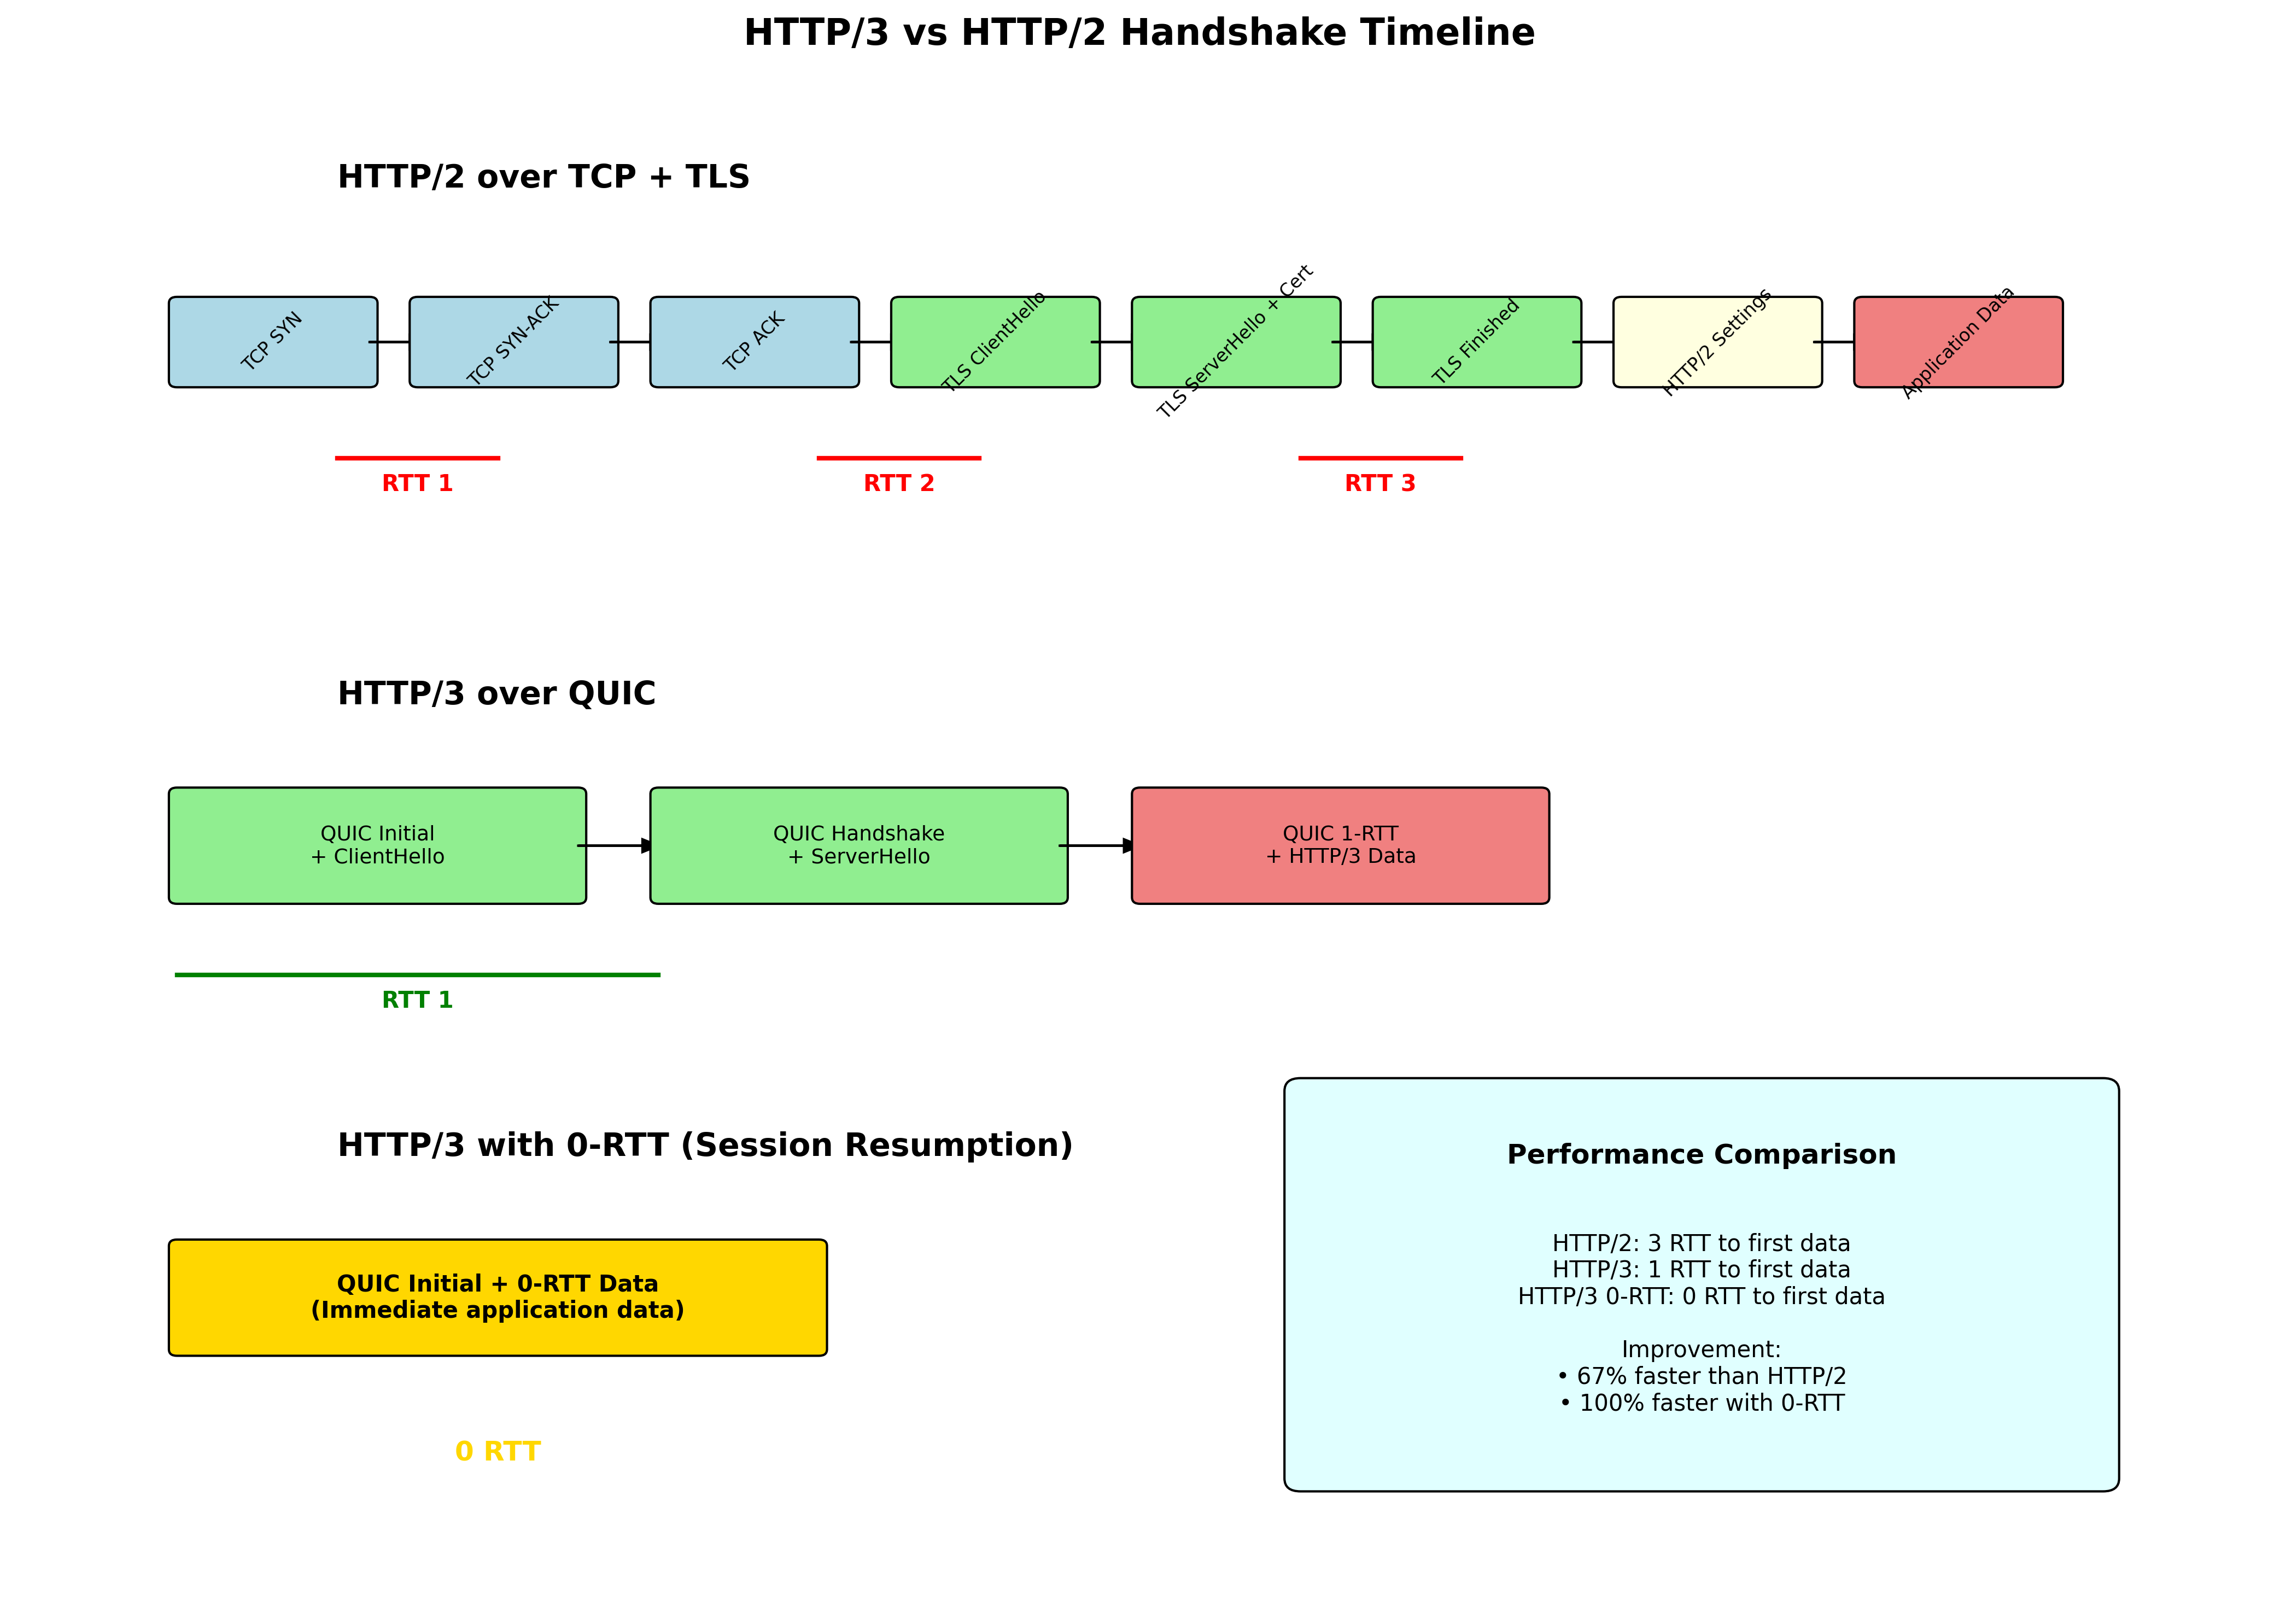 HTTP/3 vs HTTP/2 Handshake Timeline
HTTP/2 over TCP + TLS
TCP SYN
TCP SYN-ACK
TCP ACK
TLS ClientHello
TLS ServerHello + Cert
TLS Finished
HTTP/2 Settings
Application Data
RTT 1
RTT 2
RTT 3
HTTP/3 over QUIC
QUIC Initial
+ ClientHello
QUIC Handshake
+ ServerHello
QUIC 1-RTT
+ HTTP/3 Data
RTT 1
HTTP/3 with 0-RTT (Session Resumption)
QUIC Initial + 0-RTT Data
(Immediate application data)
0 RTT
Performance Comparison
HTTP/2: 3 RTT to first data
HTTP/3: 1 RTT to first data
HTTP/3 0-RTT: 0 RTT to first data
Improvement:
• 67% faster than HTTP/2
• 100% faster with 0-RTT